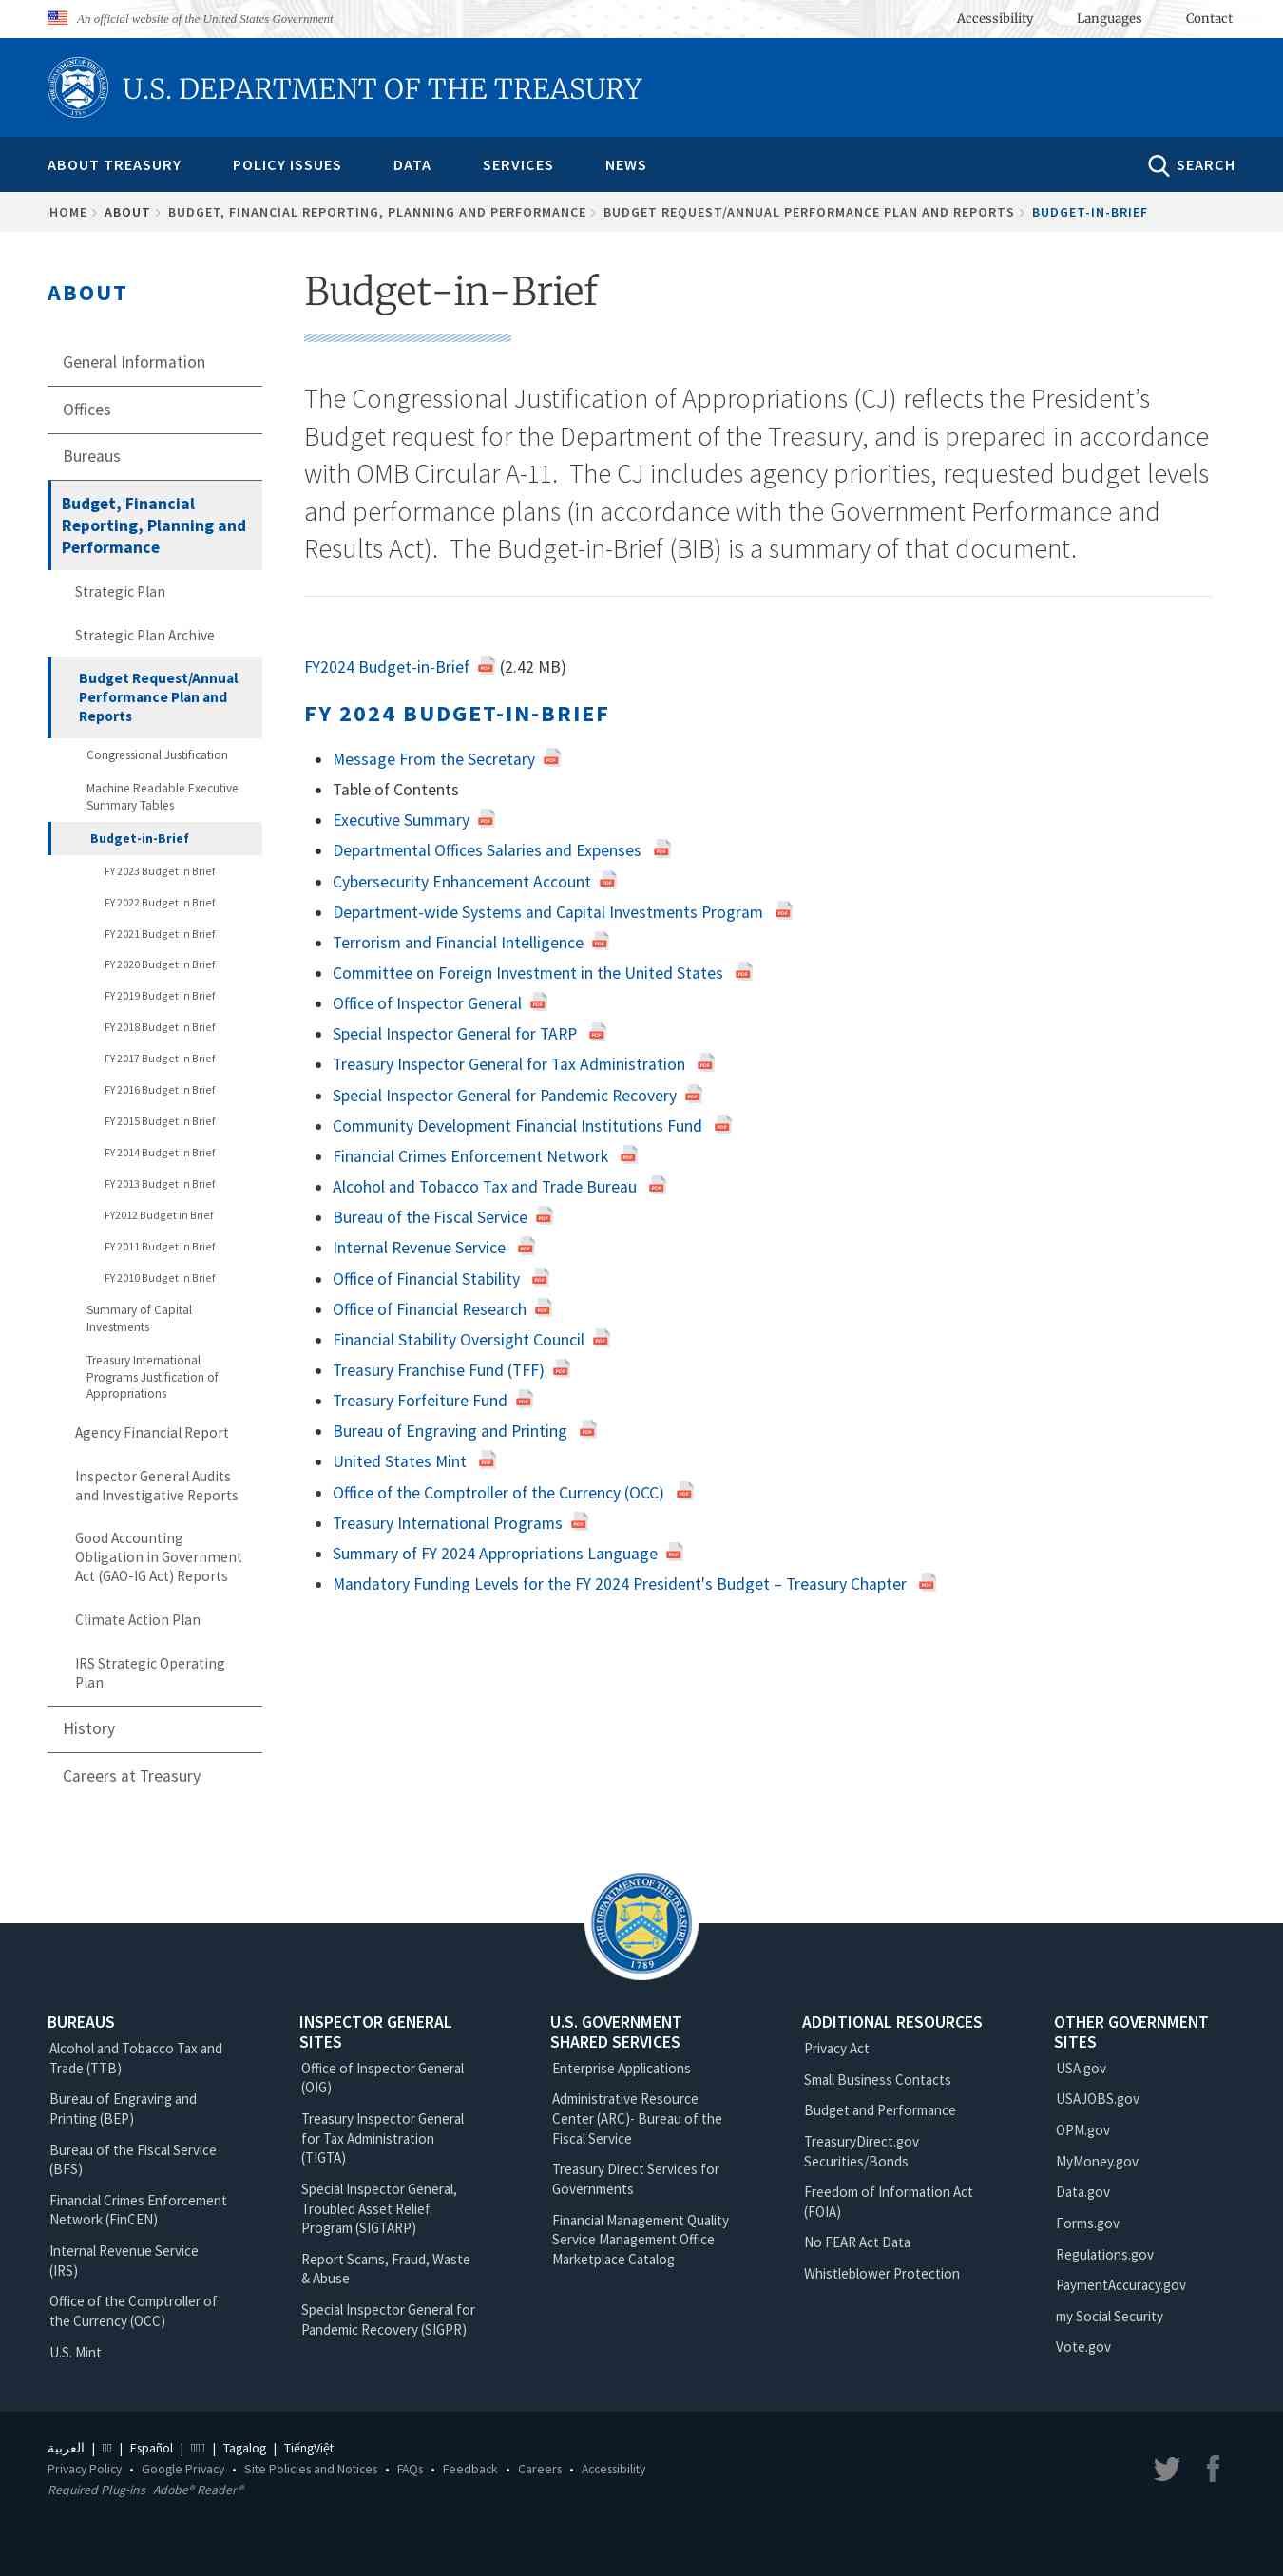 An official website of the United States Government
Accessibility
Languages
Contact
U.S. DEPARTMENT OF THE TREASURY
ABOUT TREASURY
POLICY ISSUES
DATA
SERVICES
NEWS
SEARCH
HOME
ABOUT
BUDGET, FINANCIAL REPORTING, PLANNING AND PERFORMANCE
BUDGET REQUEST/ANNUAL PERFORMANCE PLAN AND REPORTS
BUDGET-IN-BRIEF
ABOUT
General Information
Offices
Bureaus
Budget, Financial
Reporting, Planning and
Performance
Strategic Plan
Strategic Plan Archive
Budget Request/Annual
Performance Plan and
Reports
Congressional Justification
Machine Readable Executive
Summary Tables
Budget-in-Brief
FY 2023 Budget in Brief
FY 2022 Budget in Brief
FY 2021 Budget in Brief
FY 2020 Budget in Brief
FY 2019 Budget in Brief
FY 2018 Budget in Brief
FY 2017 Budget in Brief
FY 2016 Budget in Brief
FY 2015 Budget in Brief
FY 2014 Budget in Brief
FY 2013 Budget in Brief
FY2012 Budget in Brief
FY 2011 Budget in Brief
FY 2010 Budget in Brief
Summary of Capital
Investments
Treasury International
Programs Justification of
Appropriations
Agency Financial Report
Inspector General Audits
and Investigative Reports
Good Accounting
Obligation in Government
Act (GAO-IG Act) Reports
Climate Action Plan
IRS Strategic Operating
Plan
History
Careers at Treasury
Budget-in-Brief
The Congressional Justification of Appropriations (CJ) reflects the President’s
Budget request for the Department of the Treasury, and is prepared in accordance
with OMB Circular A-11. The CJ includes agency priorities, requested budget levels
and performance plans (in accordance with the Government Performance and
Results Act). The Budget-in-Brief (BIB) is a summary of that document.
FY2024 Budget-in-Brief (2.42 MB)
FY 2024 BUDGET-IN-BRIEF
Message From the Secretary
Table of Contents
Executive Summary
Departmental Offices Salaries and Expenses
Cybersecurity Enhancement Account
Department-wide Systems and Capital Investments Program
Terrorism and Financial Intelligence
Committee on Foreign Investment in the United States
Office of Inspector General
Special Inspector General for TARP
Treasury Inspector General for Tax Administration
Special Inspector General for Pandemic Recovery
Community Development Financial Institutions Fund
Financial Crimes Enforcement Network
Alcohol and Tobacco Tax and Trade Bureau
Bureau of the Fiscal Service
Internal Revenue Service
Office of Financial Stability
Office of Financial Research
Financial Stability Oversight Council
Treasury Franchise Fund (TFF)
Treasury Forfeiture Fund
Bureau of Engraving and Printing
United States Mint
Office of the Comptroller of the Currency (OCC)
Treasury International Programs
Summary of FY 2024 Appropriations Language
Mandatory Funding Levels for the FY 2024 President's Budget – Treasury Chapter
THE DEPARTMENT OF THE TREASURY
1789
BUREAUS
Alcohol and Tobacco Tax and
Trade (TTB)
Bureau of Engraving and
Printing (BEP)
Bureau of the Fiscal Service
(BFS)
Financial Crimes Enforcement
Network (FinCEN)
Internal Revenue Service
(IRS)
Office of the Comptroller of
the Currency (OCC)
U.S. Mint
INSPECTOR GENERAL
SITES
Office of Inspector General
(OIG)
Treasury Inspector General
for Tax Administration
(TIGTA)
Special Inspector General,
Troubled Asset Relief
Program (SIGTARP)
Report Scams, Fraud, Waste
& Abuse
Special Inspector General for
Pandemic Recovery (SIGPR)
U.S. GOVERNMENT
SHARED SERVICES
Enterprise Applications
Administrative Resource
Center (ARC)- Bureau of the
Fiscal Service
Treasury Direct Services for
Governments
Financial Management Quality
Service Management Office
Marketplace Catalog
ADDITIONAL RESOURCES
Privacy Act
Small Business Contacts
Budget and Performance
TreasuryDirect.gov
Securities/Bonds
Freedom of Information Act
(FOIA)
No FEAR Act Data
Whistleblower Protection
OTHER GOVERNMENT
SITES
USA.gov
USAJOBS.gov
OPM.gov
MyMoney.gov
Data.gov
Forms.gov
Regulations.gov
PaymentAccuracy.gov
my Social Security
Vote.gov
العربية | | Español | | Tagalog | TiếngViệt
Privacy Policy • Google Privacy • Site Policies and Notices • FAQs • Feedback • Careers • Accessibility
Required Plug-ins Adobe® Reader®